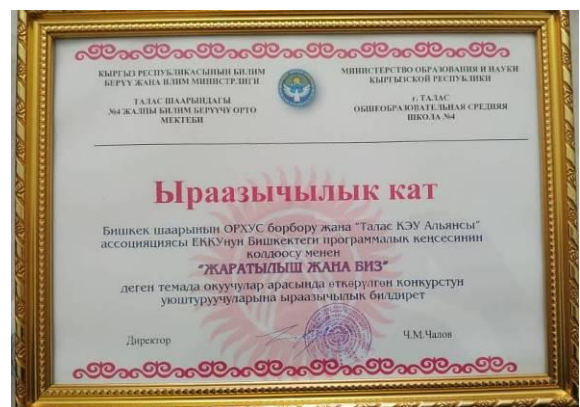 КЫРГЫЗ РЕСПУБЛИКАСЫНЫН БИЛИМ
БЕРҮҮ ЖАНА ИЛИМ МИНИСТРЛИГИ
ТАЛАС ШААРЫНДАГЫ
№4 ЖАЛПЫ БИЛИМ БЕРҮҮЧҮ ОРТО
МЕКТЕБИ
МИНИСТЕРСТВО ОБРАЗОВАНИЯ И НАУКИ
КЫРГЫЗСКОЙ РЕСПУБЛИКИ
г. ТАЛАС
ОБЩЕОБРАЗОВАТЕЛЬНАЯ СРЕДНЯЯ
ШКОЛА №4
Ыраазычылык кат
Бишкек шаарынын ОРХУС борбору жана "Талас КЭУ Альянсы"
ассоциациясы ЕККУнун Бишкектеги программалык кеңсесинин
колдоосу менен
"ЖАРАТЫЛЫШ ЖАНА БИЗ"
деген темада окуучулар арасында өткөрүлгөн конкурстун
уюштуруучуларына ыраазычылык билдирет
Директор
Ч.М.Чалов